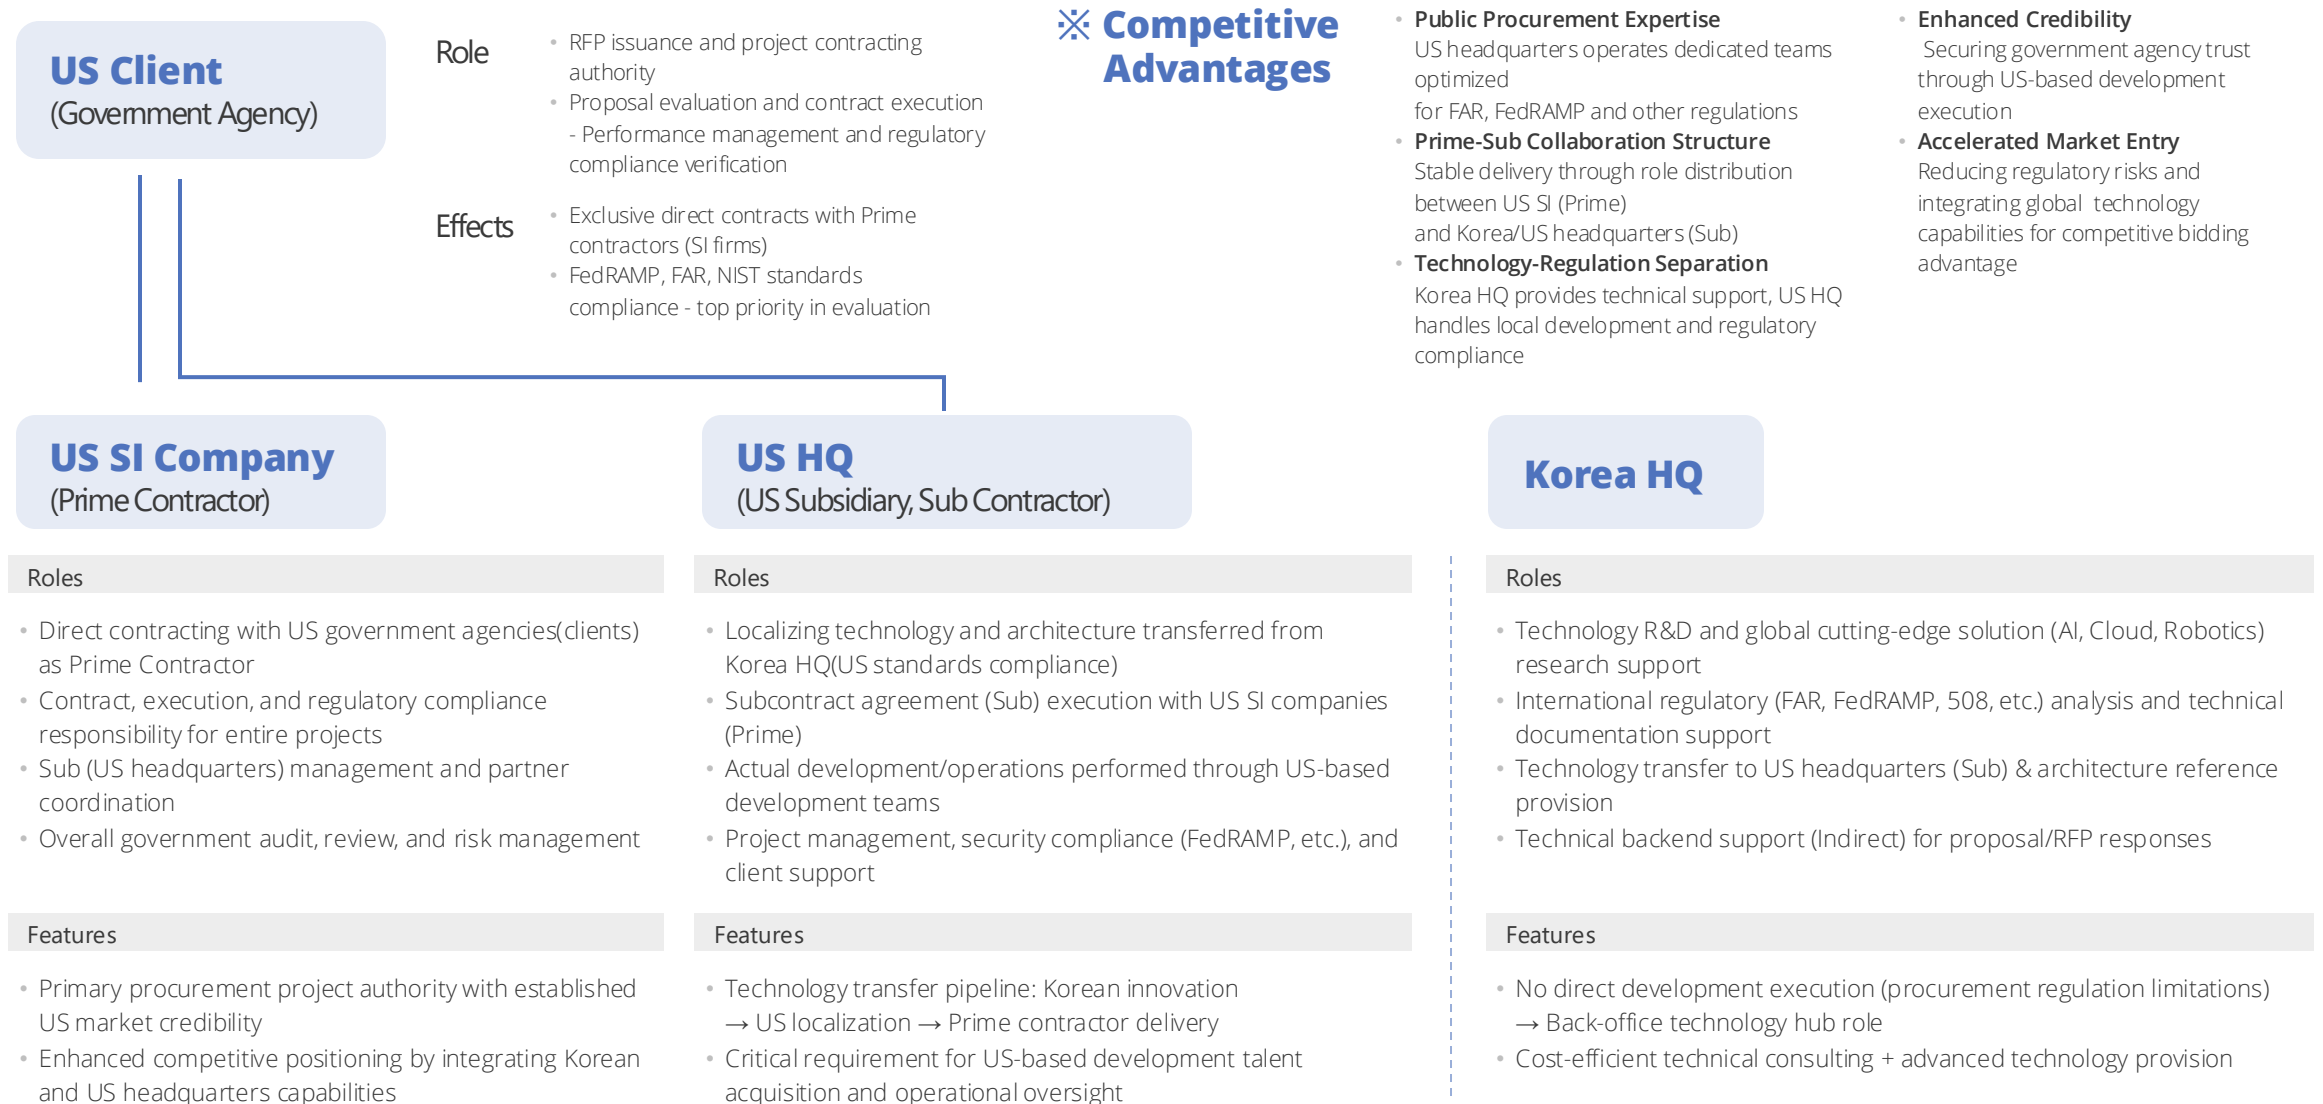 US Client
(Government Agency)
Role
• RFP issuance and project contracting
authority
• Proposal evaluation and contract execution
- Performance management and regulatory
compliance verification
Effects
• Exclusive direct contracts with Prime
contractors (SI firms)
• FedRAMP, FAR, NIST standards
compliance - top priority in evaluation
※ Competitive
Advantages
• Public Procurement Expertise
US headquarters operates dedicated teams
optimized
for FAR, FedRAMP and other regulations
• Prime-Sub Collaboration Structure
Stable delivery through role distribution
between US SI (Prime)
and Korea/US headquarters (Sub)
• Technology-Regulation Separation
Korea HQ provides technical support, US HQ
handles local development and regulatory
compliance
• Enhanced Credibility
Securing government agency trust
through US-based development
execution
• Accelerated Market Entry
Reducing regulatory risks and
integrating global technology
capabilities for competitive bidding
advantage
US SI Company
(Prime Contractor)
Roles
• Direct contracting with US government agencies(clients)
as Prime Contractor
• Contract, execution, and regulatory compliance
responsibility for entire projects
• Sub (US headquarters) management and partner
coordination
• Overall government audit, review, and risk management
Features
• Primary procurement project authority with established
US market credibility
• Enhanced competitive positioning by integrating Korean
and US headquarters capabilities
US HQ
(US Subsidiary, Sub Contractor)
Roles
• Localizing technology and architecture transferred from
Korea HQ(US standards compliance)
• Subcontract agreement (Sub) execution with US SI companies
(Prime)
• Actual development/operations performed through US-based
development teams
• Project management, security compliance (FedRAMP, etc.), and
client support
Features
• Technology transfer pipeline: Korean innovation
→ US localization → Prime contractor delivery
• Critical requirement for US-based development talent
acquisition and operational oversight
Korea HQ
Roles
• Technology R&D and global cutting-edge solution (AI, Cloud, Robotics)
research support
• International regulatory (FAR, FedRAMP, 508, etc.) analysis and technical
documentation support
• Technology transfer to US headquarters (Sub) & architecture reference
provision
• Technical backend support (Indirect) for proposal/RFP responses
Features
• No direct development execution (procurement regulation limitations)
→ Back-office technology hub role
• Cost-efficient technical consulting + advanced technology provision